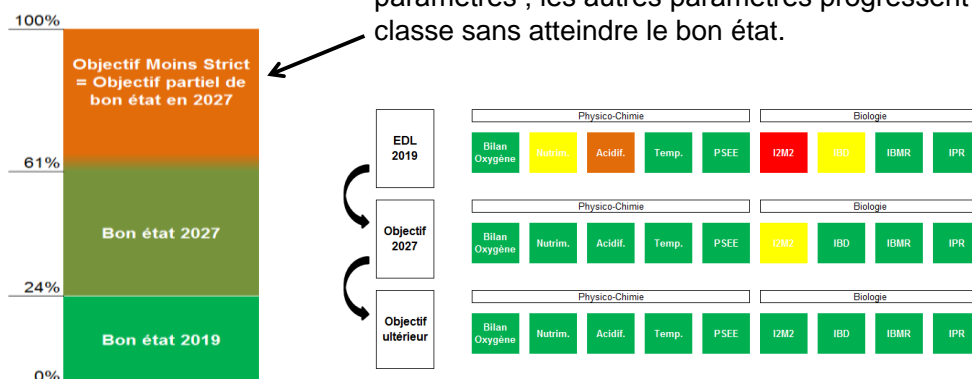 paramètres ; les autres paramètres progressent
classe sans atteindre le bon état.
100%
Objectif Moins Strict
= Objectif partiel de
bon état en 2027
61%
Bon état 2027
24%
Bon état 2019
0%
EDL
2019
Physico-Chimie
Biologie
Bilan
Oxygène
Nutrim.
Acidif.
Temp.
PSEE
I2M2
IBD
IBMR
IPR
Objectif
2027
Physico-Chimie
Biologie
Bilan
Oxygène
Nutrim.
Acidif.
Temp.
PSEE
I2M2
IBD
IBMR
IPR
Objectif
ultérieur
Physico-Chimie
Biologie
Bilan
Oxygène
Nutrim.
Acidif.
Temp.
PSEE
I2M2
IBD
IBMR
IPR